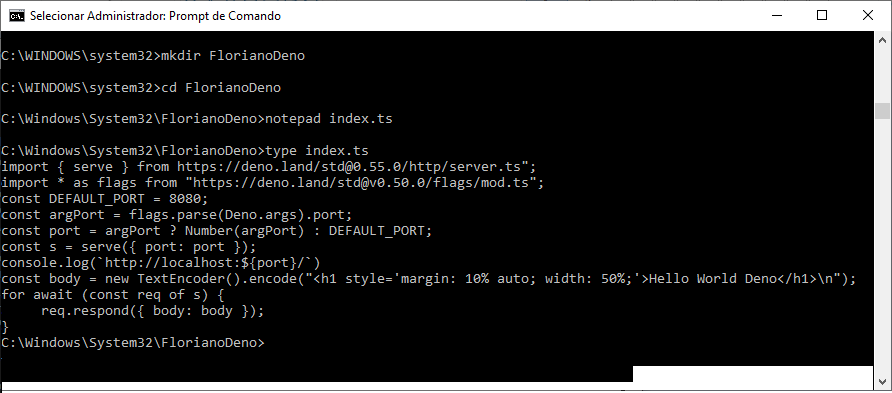 Selecionar Administrador: Prompt de Comando
C:\WINDOWS\system32>mkdir FlorianoDeno
C:\WINDOWS\system32>cd FlorianoDeno
C:\Windows\System32\FlorianoDeno>notepad index.ts
C:\Windows\System32\FlorianoDeno>type index.ts
import { serve } from https://deno.land/std@0.55.0/http/server.ts";
import * as flags from "https://deno.land/std@v0.50.0/flags/mod.ts";
const DEFAULT_PORT = 8080;
const argPort = flags.parse(Deno.args).port;
const port = argPort ? Number(argPort) : DEFAULT_PORT;
const s = serve({ port: port });
console.log(`http://localhost:${port}/`)
const body = new TextEncoder().encode("<h1 style='margin: 10% auto; width: 50%;'>Hello World Deno</h1>\n");
for await (const req of s) {
     req.respond({ body: body });
}
C:\Windows\System32\FlorianoDeno>